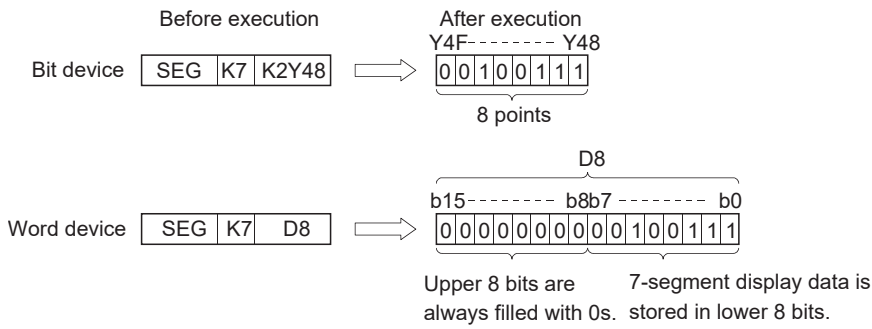 Before execution
After execution
Y4F - - - - - - - - Y48
Bit device SEG K7 K2Y48 0 0 1 0 0 1 1 1
8 points
D8
b15 - - - - - - - - b8b7 - - - - - - - - b0
Word device SEG K7 D8 0 0 0 0 0 0 0 0 0 0 1 0 0 1 1 1
Upper 8 bits are
always filled with 0s.
7-segment display data is
stored in lower 8 bits.